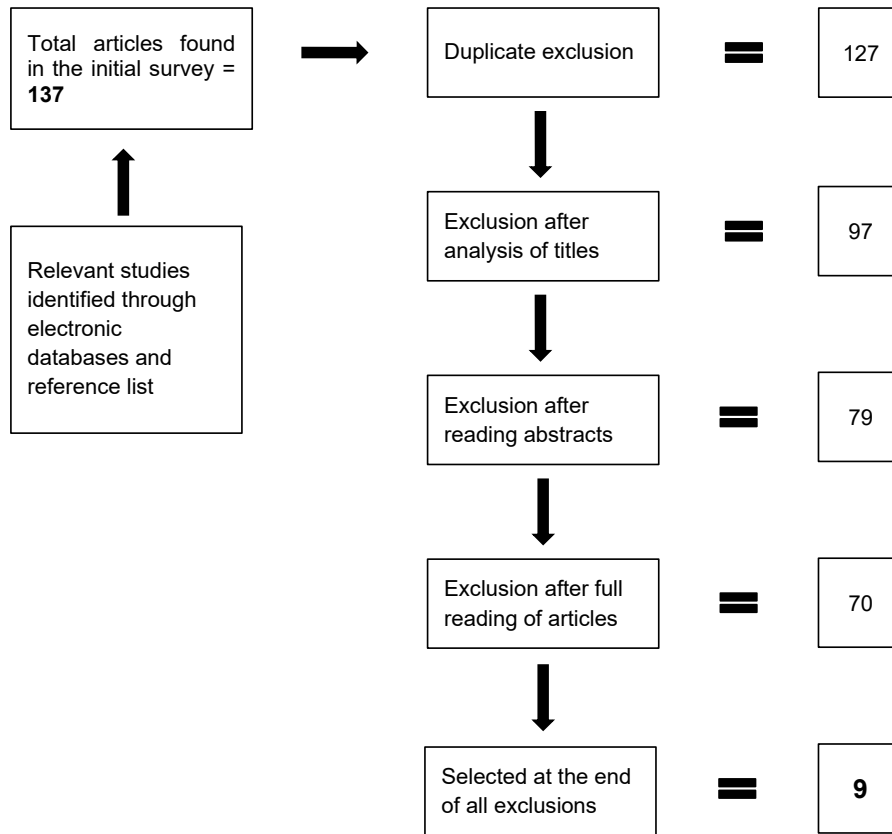 Total articles found
in the initial survey =
137
Duplicate exclusion
127
Relevant studies
identified through
electronic
databases and
reference list
Exclusion after
analysis of titles
97
Exclusion after
reading abstracts
79
Exclusion after full
reading of articles
70
Selected at the end
of all exclusions
9